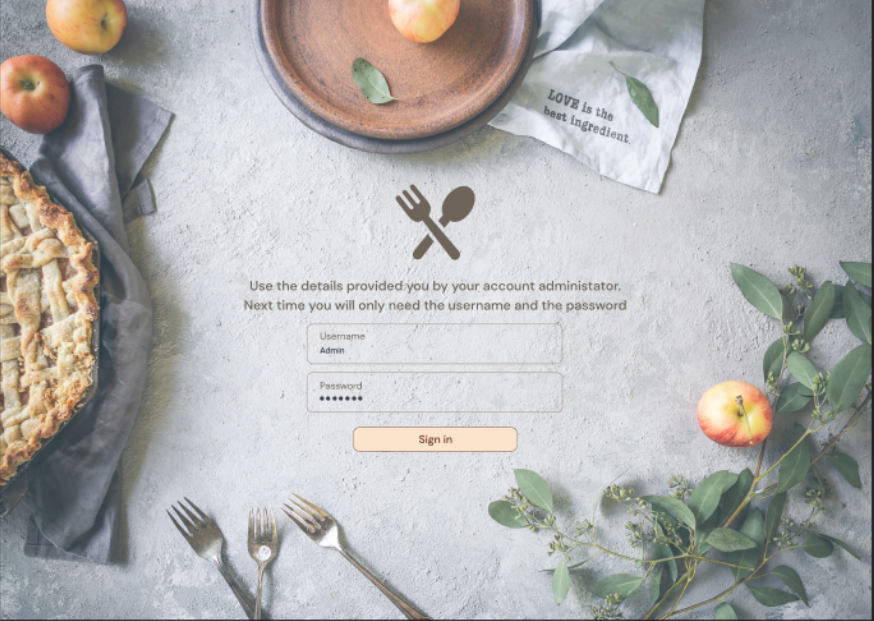 LOVE is the
best ingredient
Use the details provided you by your account administator.
Next time you will only need the username and the password
Username
Admin
Password
•••••••
Sign in